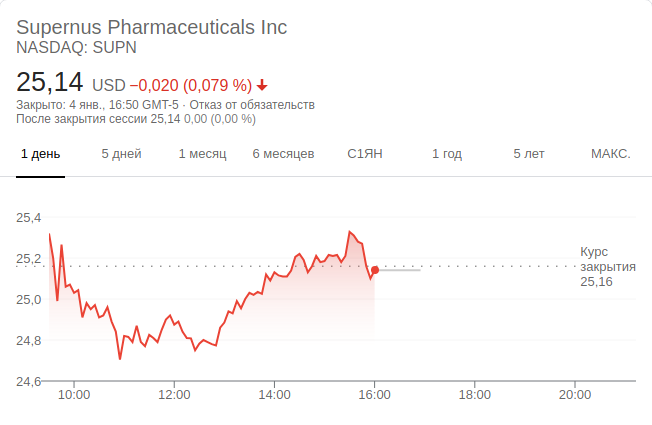 Supernus Pharmaceuticals Inc
NASDAQ: SUPN
25,14 USD −0,020 (0,079 %)
Закрыто: 4 янв., 16:50 GMT-5 · Отказ от обязательств
После закрытия сессии 25,14 0,00 (0,00 %)
1 день 5 дней 1 месяц 6 месяцев С1ЯН 1 год 5 лет МАКС.
25,4
25,2
25,0
24,8
24,6
Курс
закрытия
25,16
10:00 12:00 14:00 16:00 18:00 20:00